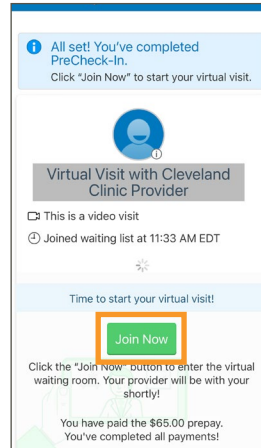 All set! You've completed
PreCheck-In.
Click "Join Now" to start your virtual visit.
Virtual Visit with Cleveland
Clinic Provider
This is a video visit
Joined waiting list at 11:33 AM EDT
Time to start your virtual visit!
Join Now
Click the "Join Now" button to enter the virtual
waiting room. Your provider will be with your
shortly!
You have paid the $65.00 prepay.
You've completed all payments!